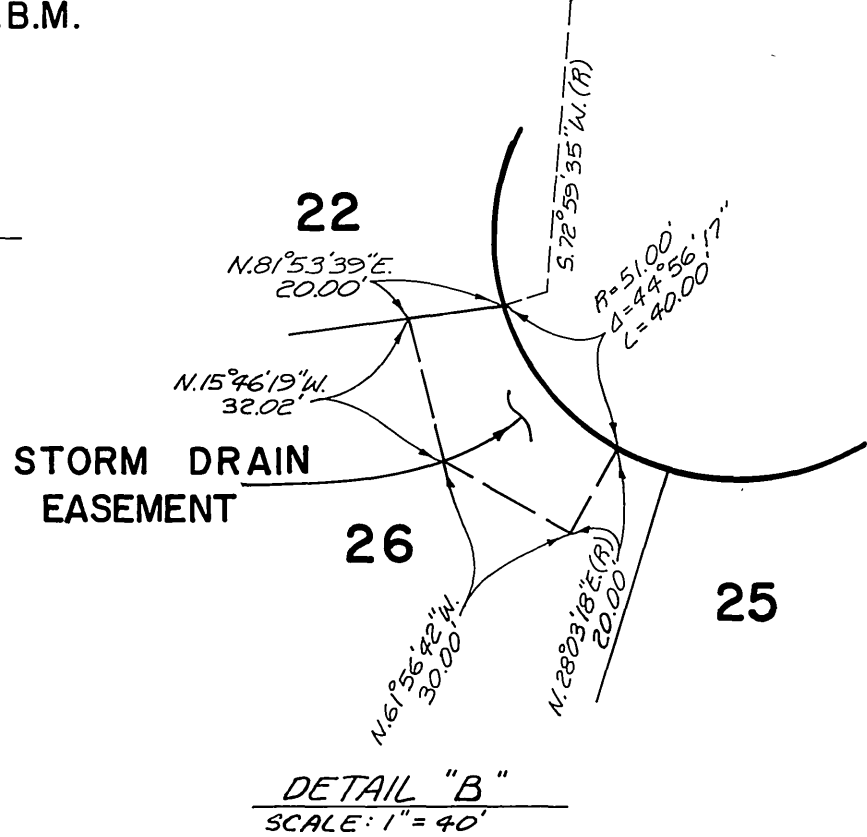 .B.M.
S.72°59'35"W.(R)
22
N.81°53'39"E.
20.00'
R=51.00'
Δ=44°56'17"
L=40.00'
N.15°46'19"W.
32.02'
STORM DRAIN
EASEMENT
26
25
N.61°56'42"W.
30.00'
N.28°03'18"E.(R)
20.00'
DETAIL "B"
SCALE: 1"=40'